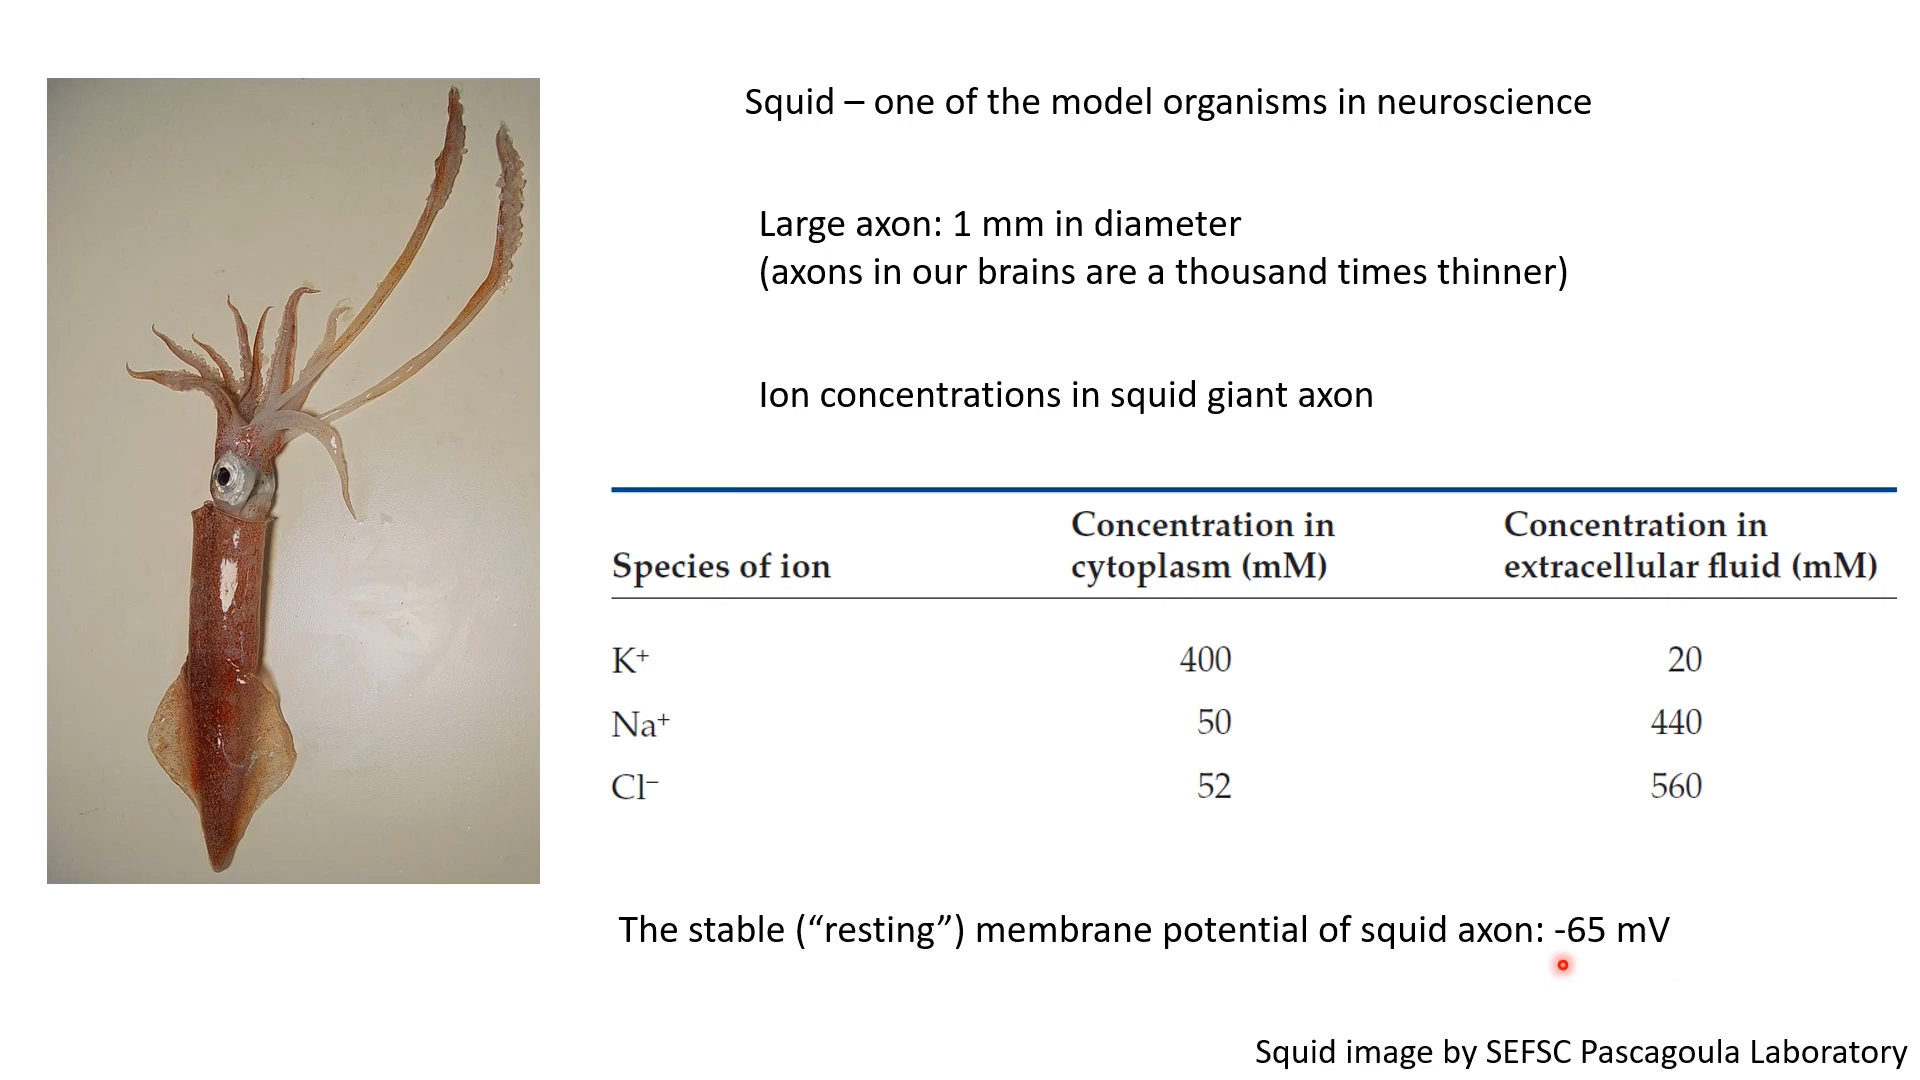 Squid – one of the model organisms in neuroscience
Large axon: 1 mm in diameter
(axons in our brains are a thousand times thinner)
Ion concentrations in squid giant axon
Species of ion Concentration in cytoplasm (mM) Concentration in extracellular fluid (mM)
K⁺ 400 20
Na⁺ 50 440
Cl⁻ 52 560
The stable (“resting”) membrane potential of squid axon: -65 mV
Squid image by SEFSC Pascagoula Laboratory